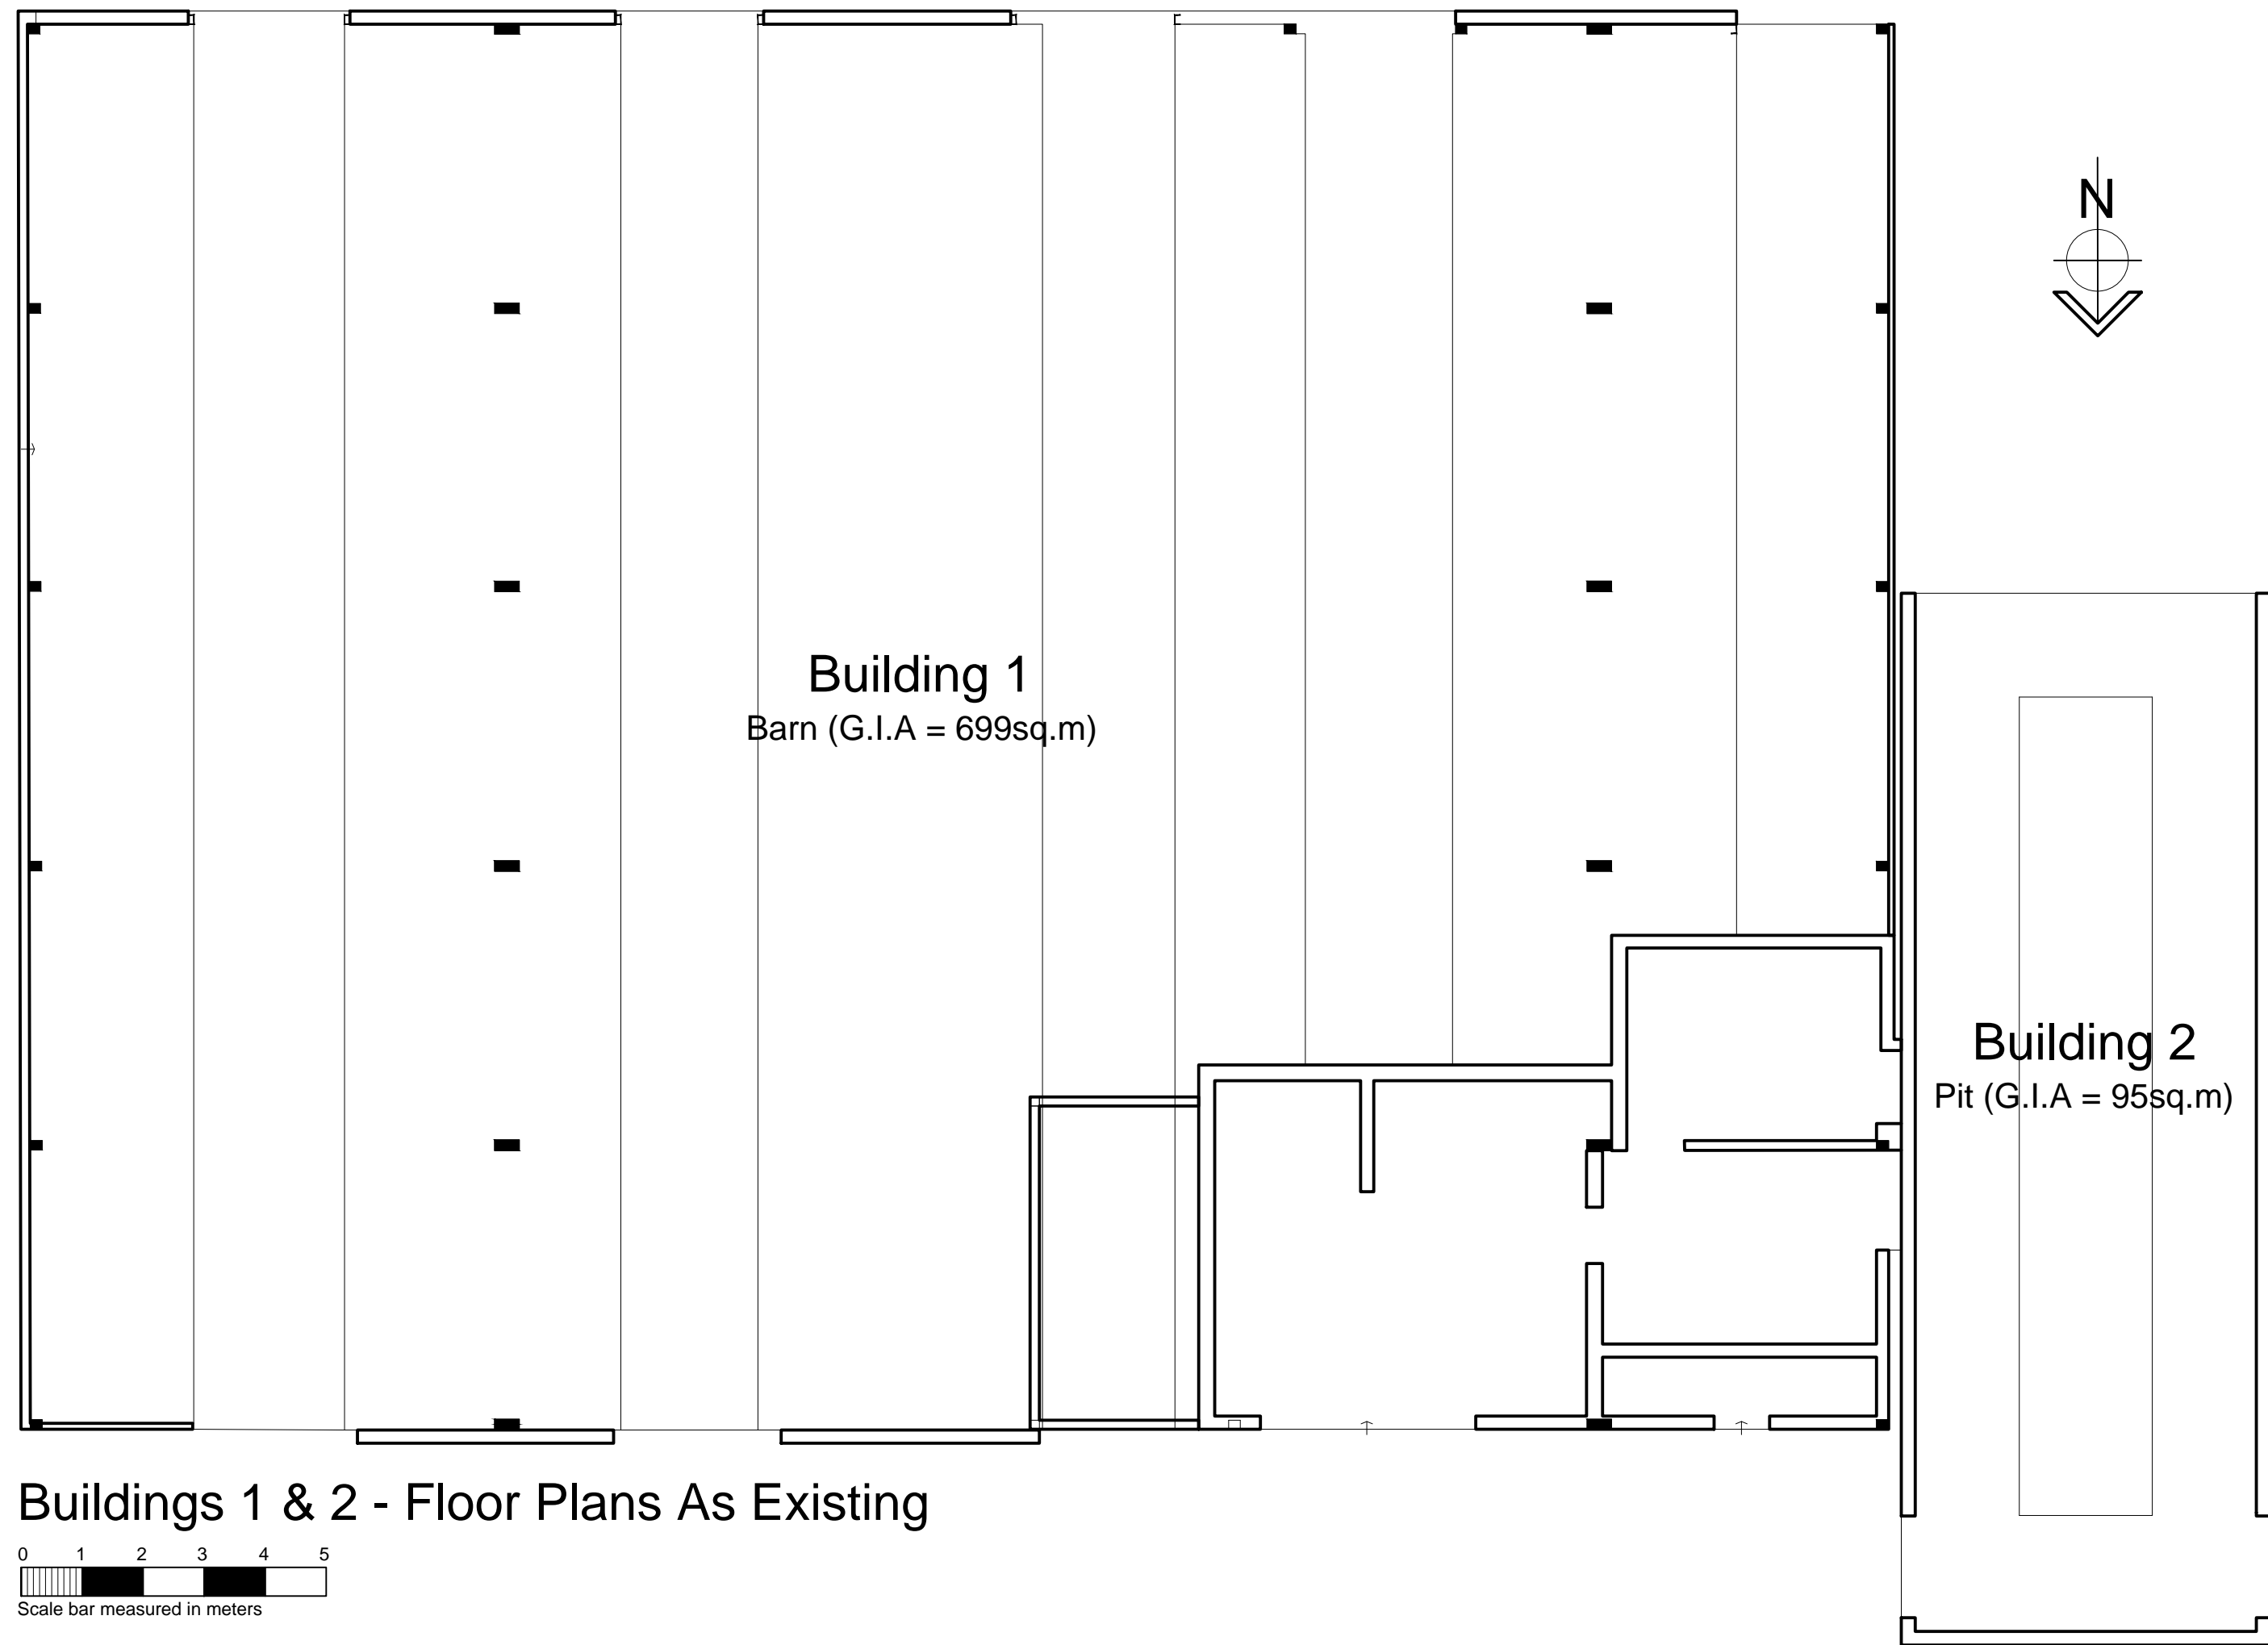 N
Building 1
Barn (G.I.A = 699sq.m)
Building 2
Pit (G.I.A = 95sq.m)
Buildings 1 & 2 - Floor Plans As Existing
0 1 2 3 4 5
Scale bar measured in meters